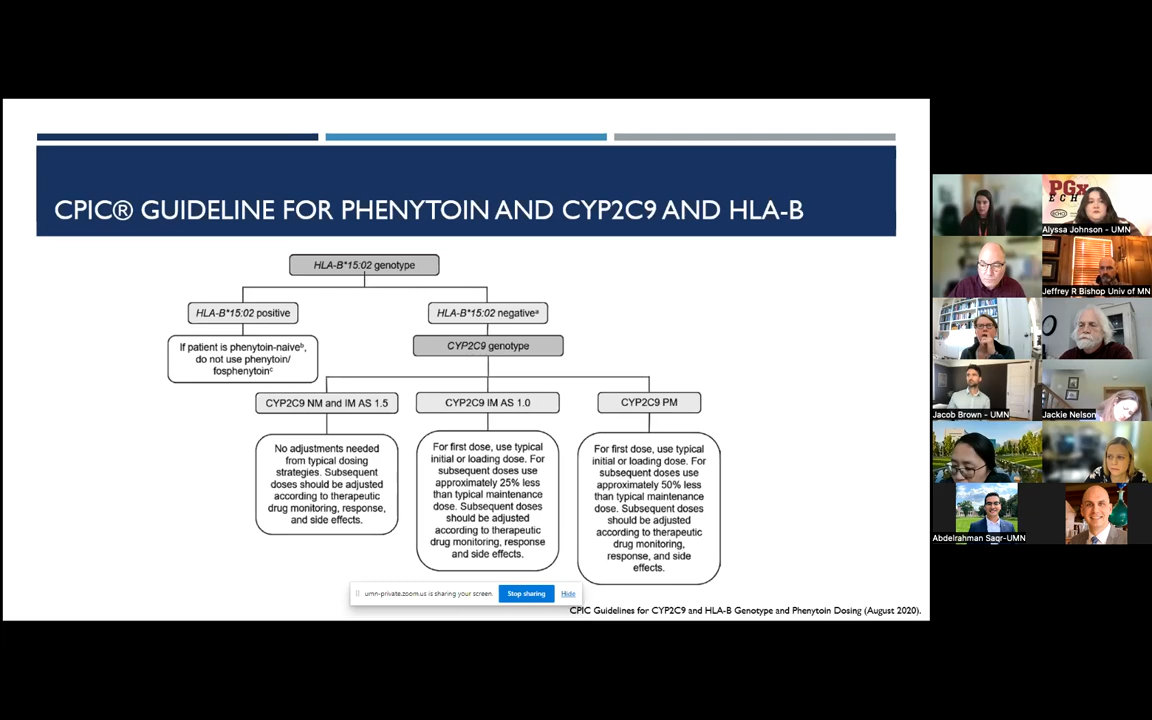 CPIC® GUIDELINE FOR PHENYTOIN AND CYP2C9 AND HLA-B
HLA-B*15:02 genotype
HLA-B*15:02 positive
HLA-B*15:02 negativeᵃ
If patient is phenytoin-naiveᵇ,
do not use phenytoin/
fosphenytoinᶜ
CYP2C9 genotype
CYP2C9 NM and IM AS 1.5
CYP2C9 IM AS 1.0
CYP2C9 PM
No adjustments needed
from typical dosing
strategies. Subsequent
doses should be adjusted
according to therapeutic
drug monitoring, response,
and side effects.
For first dose, use typical
initial or loading dose. For
subsequent doses use
approximately 25% less
than typical maintenance
dose. Subsequent doses
should be adjusted
according to therapeutic
drug monitoring, response
and side effects.
For first dose, use typical
initial or loading dose. For
subsequent doses use
approximately 50% less
than typical maintenance
dose. Subsequent doses
should be adjusted
according to therapeutic
drug monitoring,
response, and side
effects.
umn-private.zoom.us is sharing your screen.
Stop sharing
Hide
CPIC Guidelines for CYP2C9 and HLA-B Genotype and Phenytoin Dosing (August 2020).
PGx
ECHO
Alyssa Johnson - UMN
Jeffrey R Bishop Univ of MN
Jacob Brown - UMN
Jackie Nelson
Abdelrahman Saqr-UMN